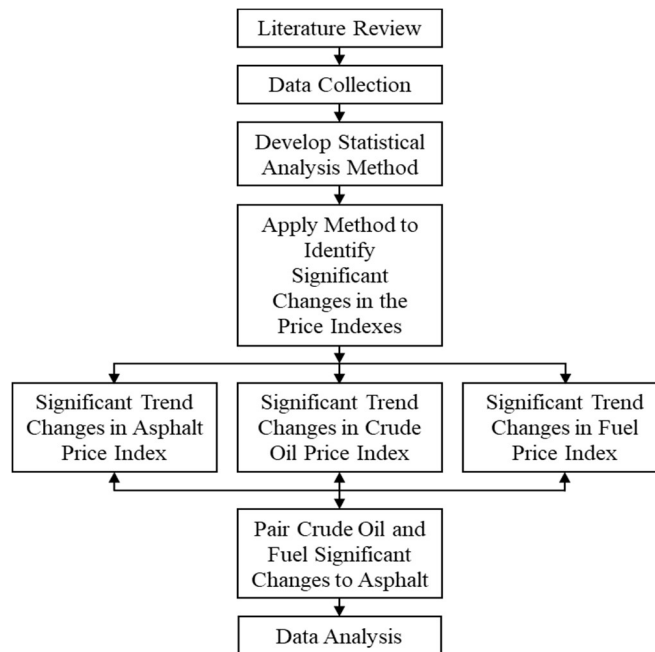 Literature Review
Data Collection
Develop Statistical
Analysis Method
Apply Method to
Identify
Significant
Changes in the
Price Indexes
Significant Trend
Changes in Asphalt
Price Index
Significant Trend
Changes in Crude
Oil Price Index
Significant Trend
Changes in Fuel
Price Index
Pair Crude Oil and
Fuel Significant
Changes to Asphalt
Data Analysis